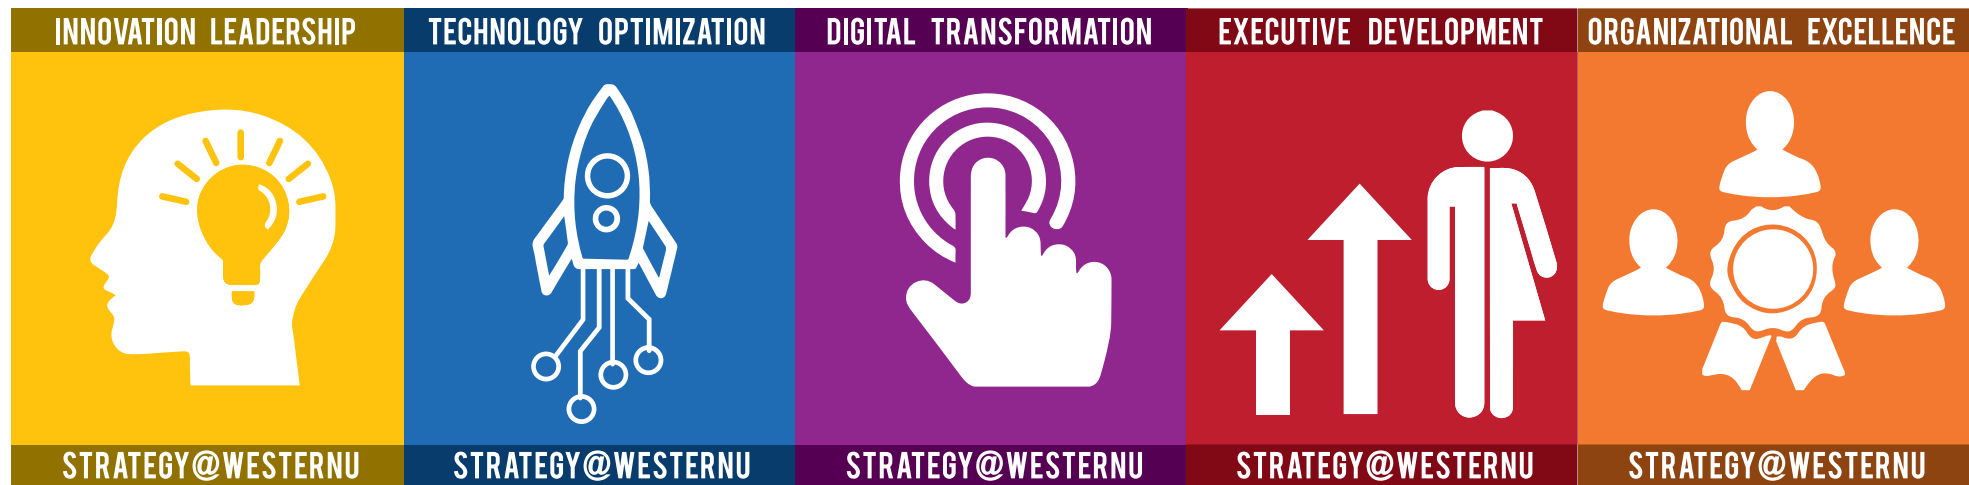 INNOVATION LEADERSHIP
TECHNOLOGY OPTIMIZATION
DIGITAL TRANSFORMATION
EXECUTIVE DEVELOPMENT
ORGANIZATIONAL EXCELLENCE
STRATEGY@WESTERNU
STRATEGY@WESTERNU
STRATEGY@WESTERNU
STRATEGY@WESTERNU
STRATEGY@WESTERNU